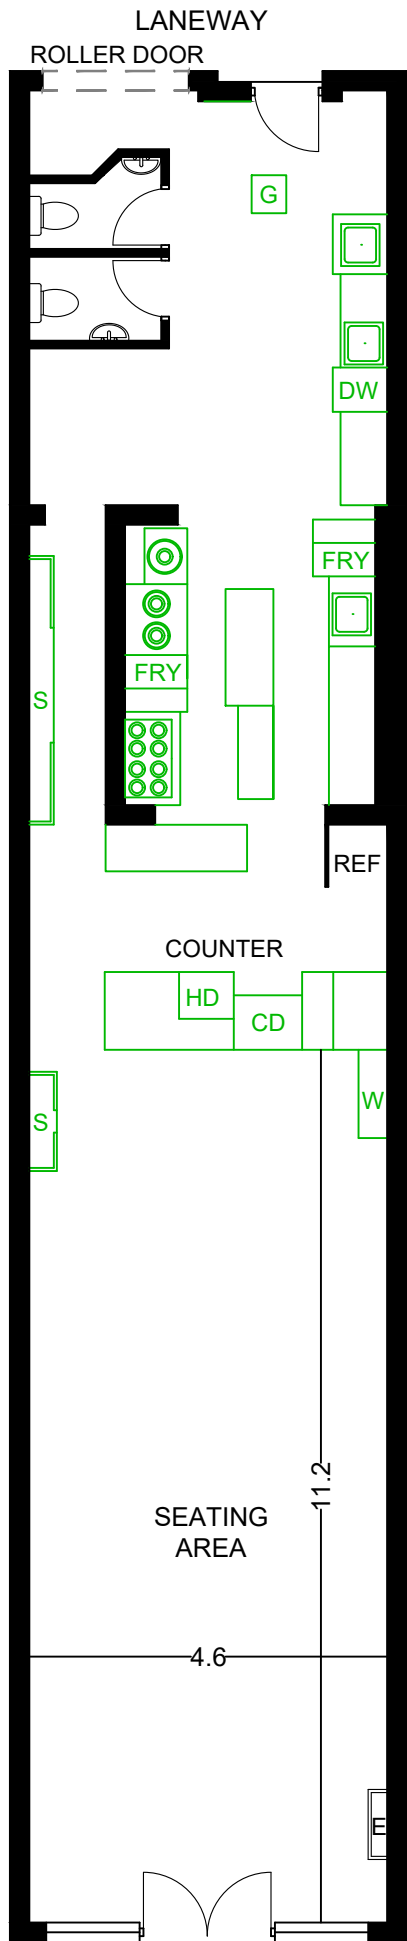 LANEWAY
ROLLER DOOR
G
DW
FRY
FRY
S
REF
COUNTER
HD
CD
W
S
11.2
SEATING
AREA
4.6
E